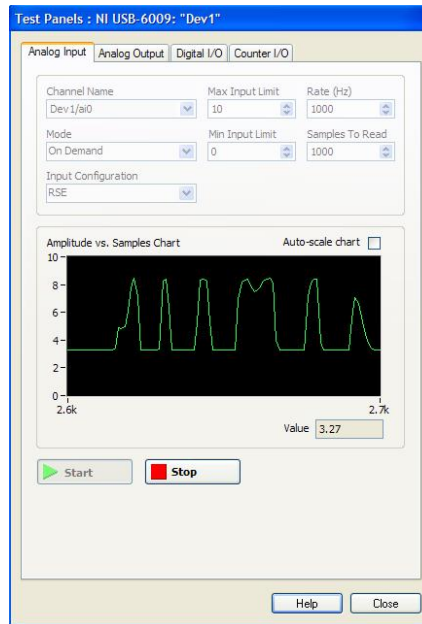 Test Panels : NI USB-6009: "Dev1"
Analog Input Analog Output Digital I/O Counter I/O
Channel Name Max Input Limit Rate (Hz)
Dev1/ai0 10 1000
Mode Min Input Limit Samples To Read
On Demand 0 1000
Input Configuration
RSE
Amplitude vs. Samples Chart Auto-scale chart
10
8
6
4
2
0
2.6k 2.7k
Value 3.27
Start Stop
Help Close